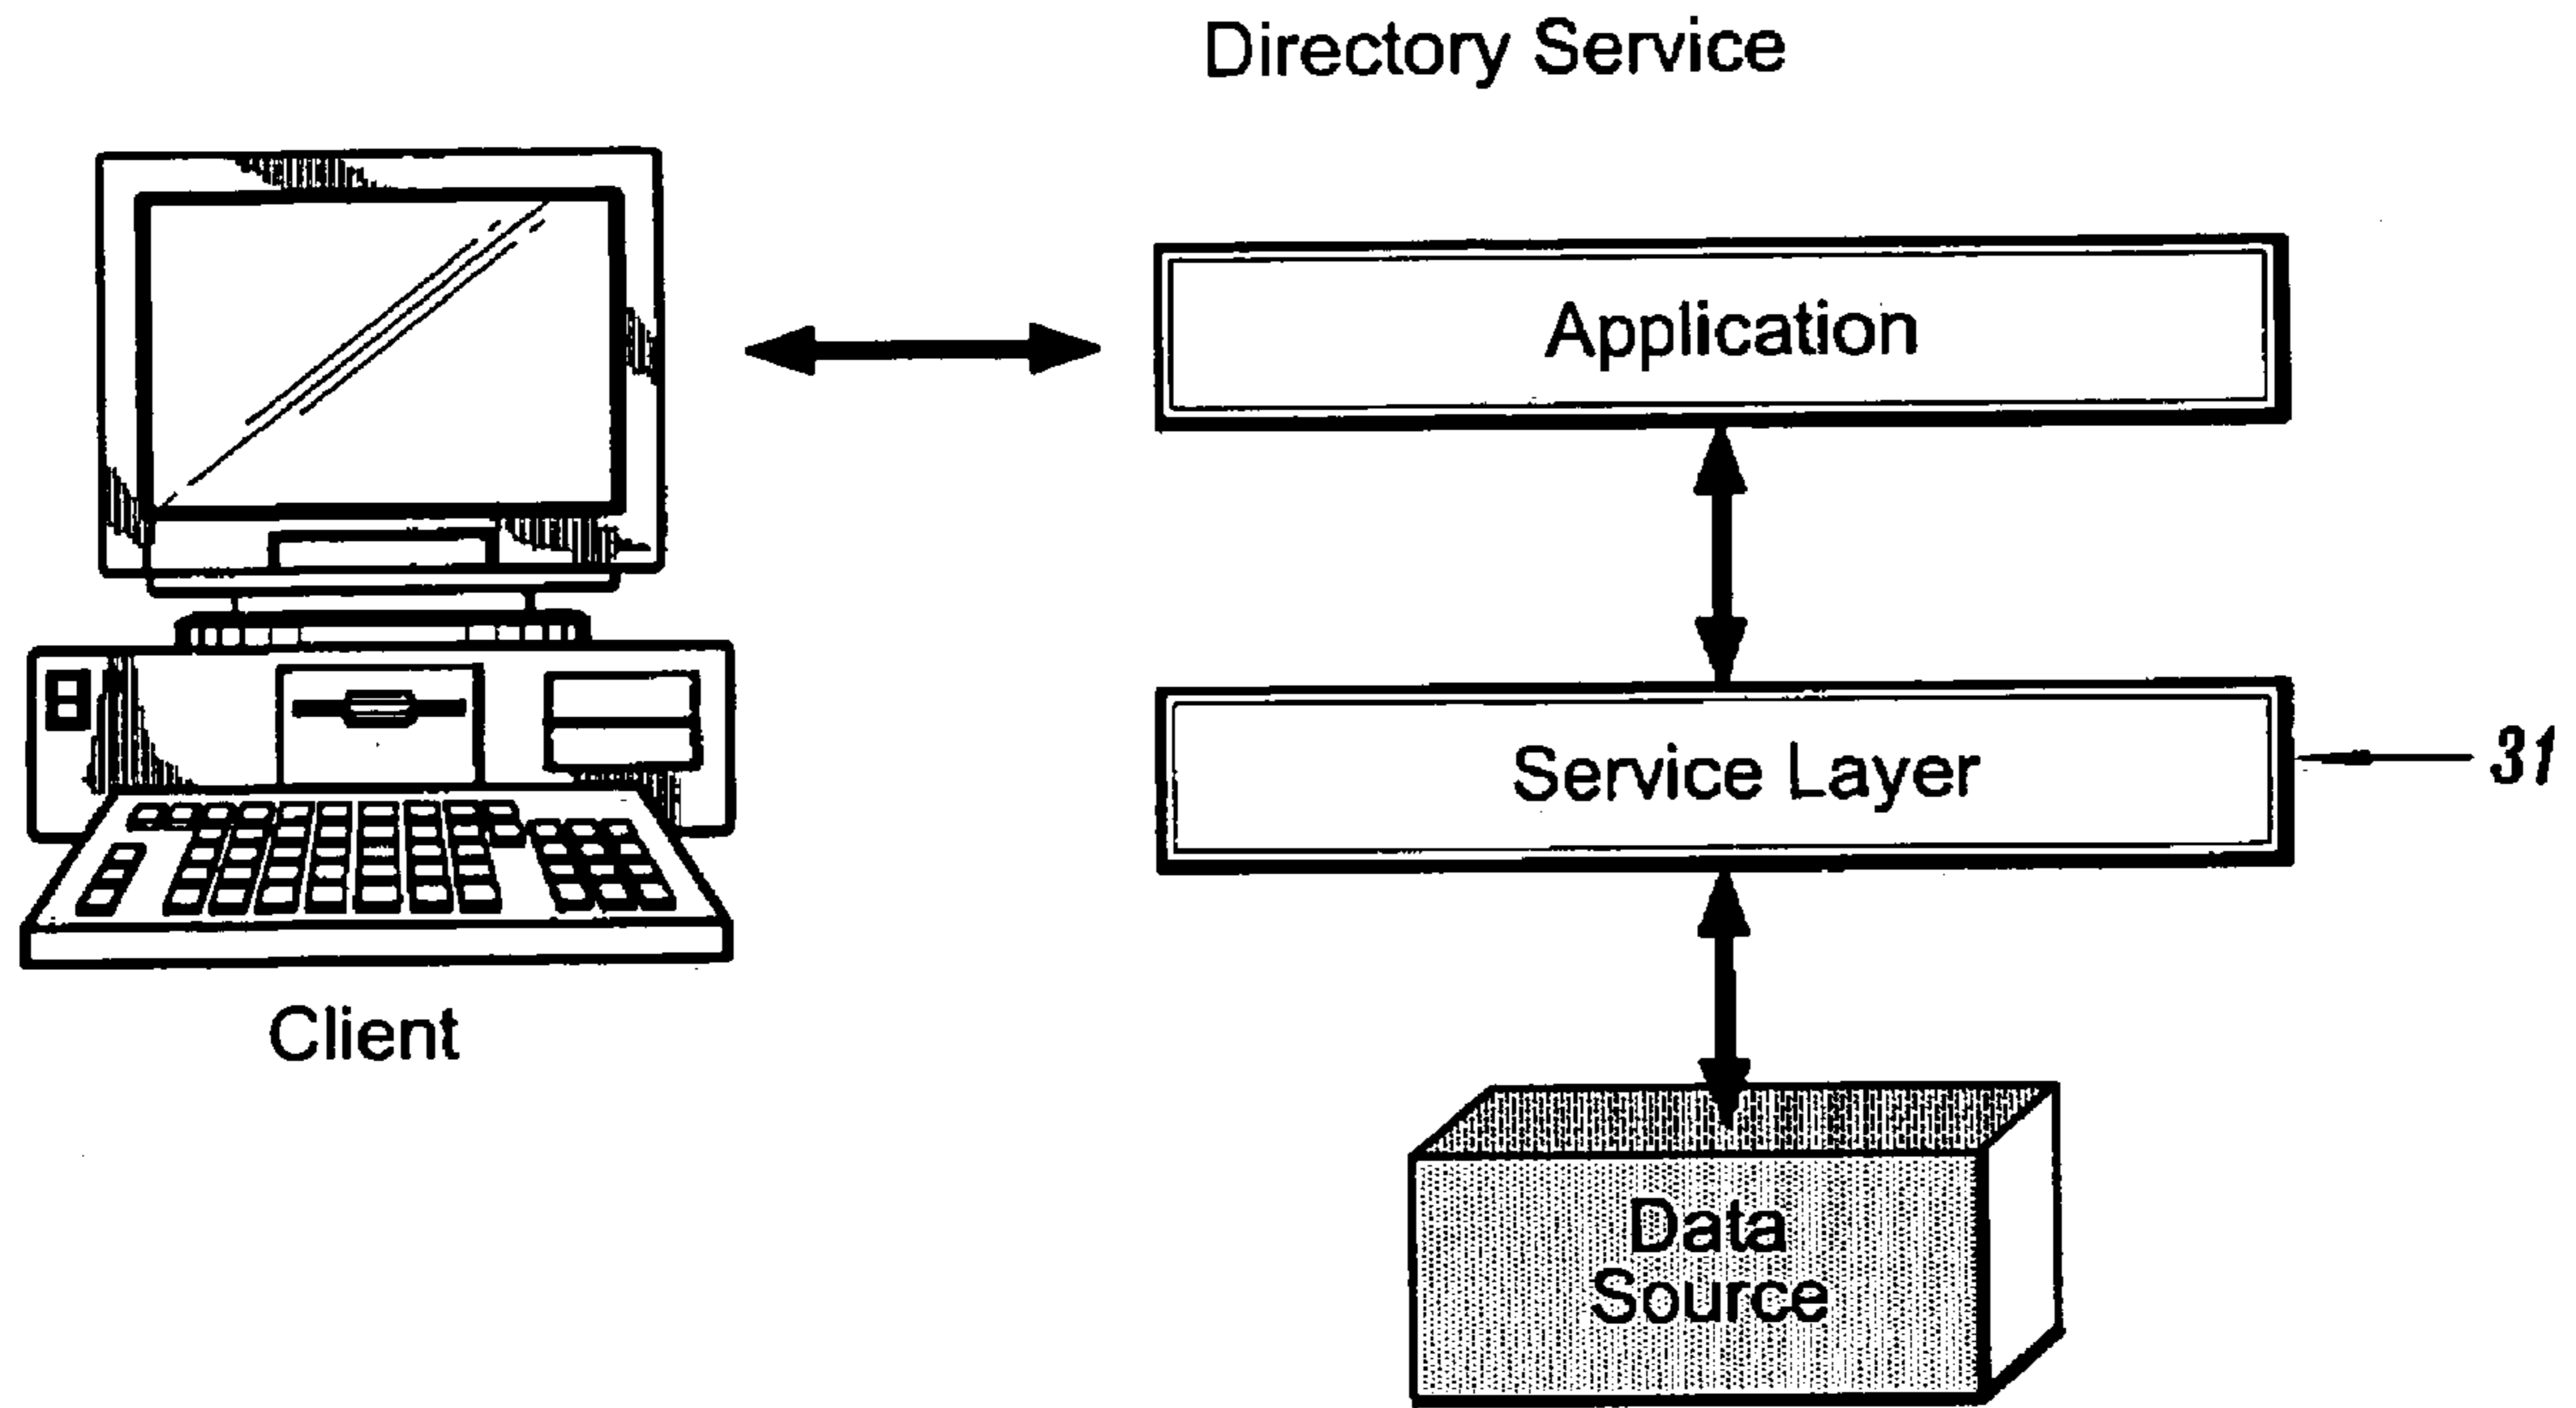 Directory Service
Application
Service Layer
31
Client
Data
Source